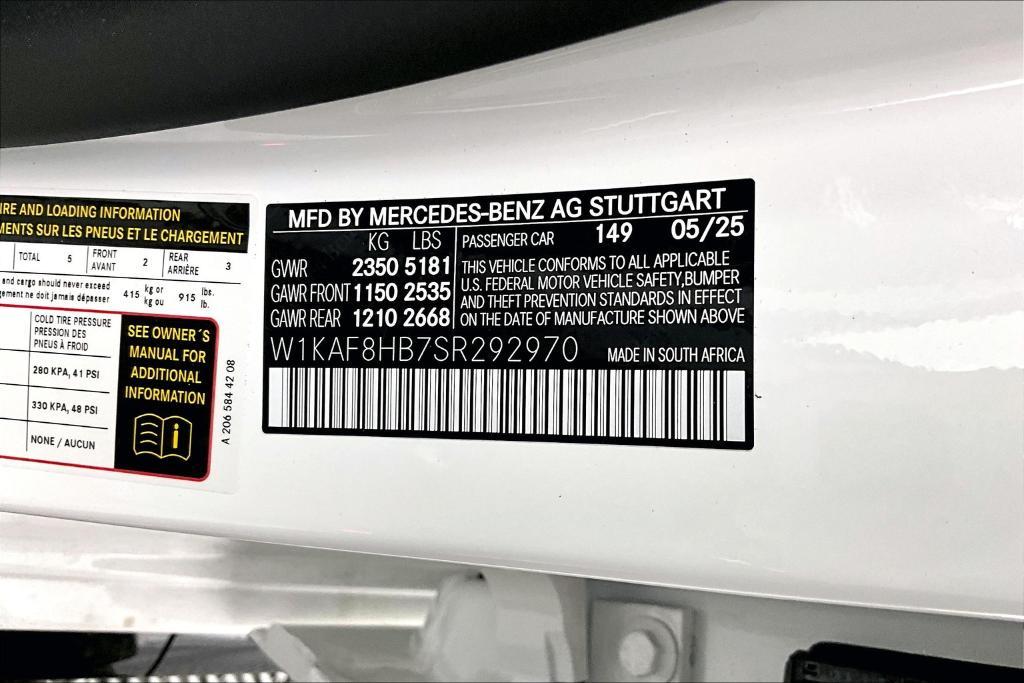 IRE AND LOADING INFORMATION
MENTS SUR LES PNEUS ET LE CHARGEMENT
TOTAL 5 FRONT AVANT 2 REAR ARRIÈRE 3
and cargo should never exceed 415 kg or 915 lbs.
gement ne doit jamais dépasser kg ou lb.
COLD TIRE PRESSURE
PRESSION DES
PNEUS À FROID
280 KPA, 41 PSI
330 KPA, 48 PSI
NONE / AUCUN
SEE OWNER´S
MANUAL FOR
ADDITIONAL
INFORMATION
i
A 206 584 42 08
MFD BY MERCEDES-BENZ AG STUTTGART
KG LBS
GVWR 2350 5181
GAWR FRONT 1150 2535
GAWR REAR 1210 2668
PASSENGER CAR 149 05/25
THIS VEHICLE CONFORMS TO ALL APPLICABLE
U.S. FEDERAL MOTOR VEHICLE SAFETY,BUMPER
AND THEFT PREVENTION STANDARDS IN EFFECT
ON THE DATE OF MANUFACTURE SHOWN ABOVE
W1KAF8HB7SR292970 MADE IN SOUTH AFRICA